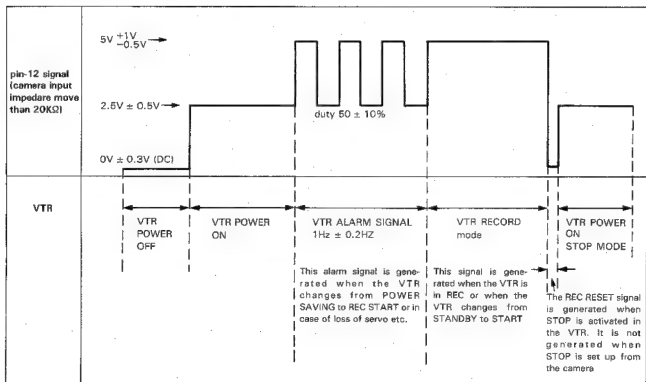 pin-12 signal
(camera input
impedare move
than 20KΩ)
5V +1V
-0.5V
2.5V ± 0.5V
0V ± 0.3V (DC)
duty 50 ± 10%
VTR
VTR
POWER
OFF
VTR POWER
ON
VTR ALARM SIGNAL
1Hz ± 0.2HZ
VTR RECORD
mode
VTR POWER
ON
STOP MODE
This alarm signal is gene-
rated when the VTR
changes from POWER
SAVING to REC START or in
case of loss of servo etc.
This signal is gene-
rated when the VTR is
in REC or when the
VTR changes from
STANDBY to START
The REC RESET signal
is generated when
STOP is activated in
the VTR. It is not
generated when
STOP is set up from
the camera